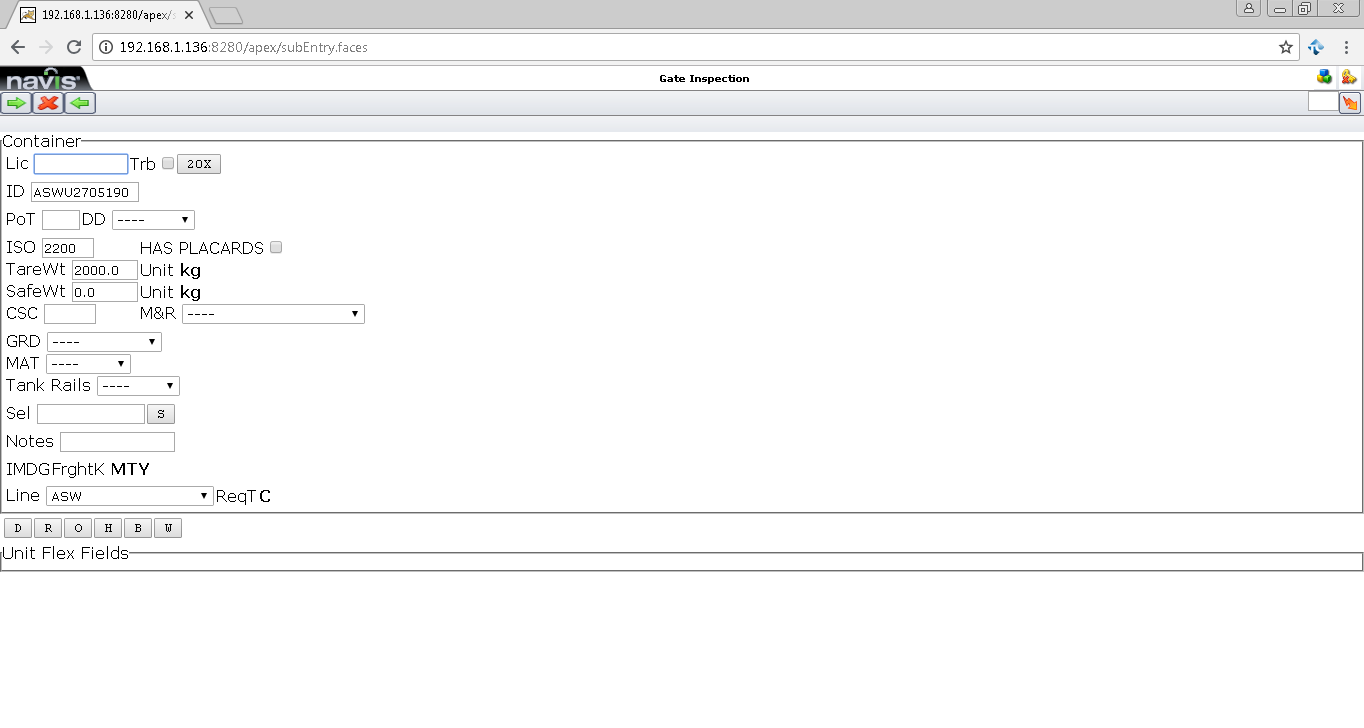 192.168.1.136:8280/apex/s
192.168.1.136:8280/apex/subEntry.faces
navis
Gate Inspection
Container
Lic Trb 20X
ID ASWU2705190
PoT DD ----
ISO 2200 HAS PLACARDS
TareWt 2000.0 Unit kg
SafeWt 0.0 Unit kg
CSC M&R ----
GRD ----
MAT ----
Tank Rails ----
Sel S
Notes
IMDGFrghtK MTY
Line ASW ReqT C
D R O H B W
Unit Flex Fields